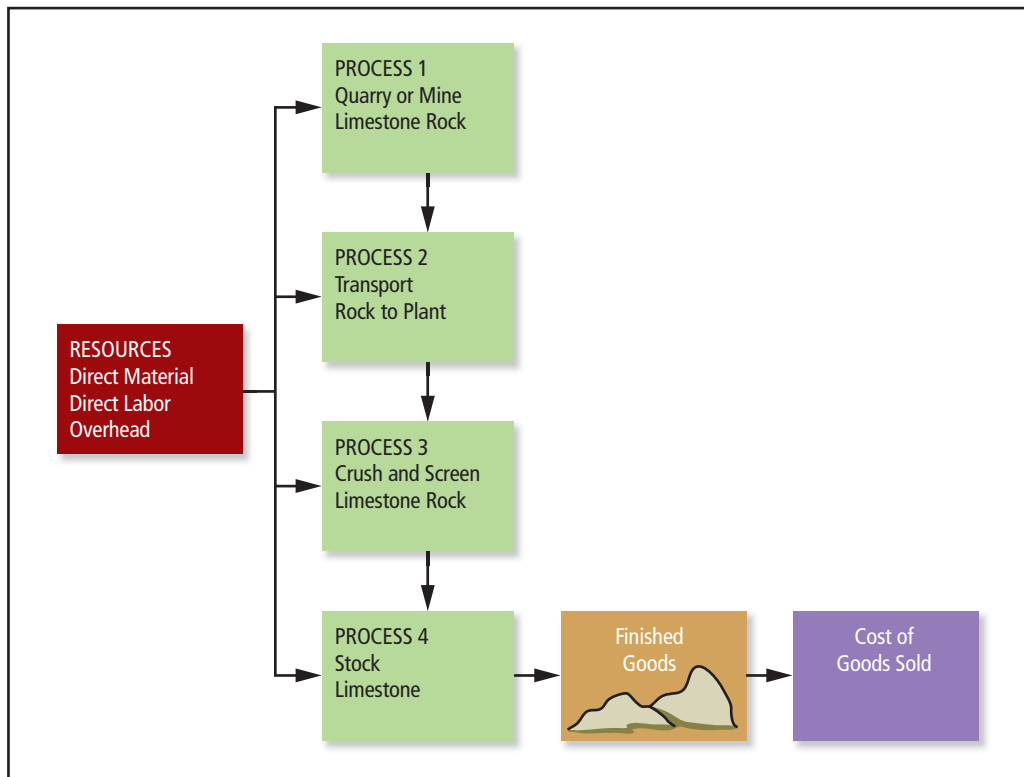 PROCESS 1
Quarry or Mine
Limestone Rock
PROCESS 2
Transport
Rock to Plant
RESOURCES
Direct Material
Direct Labor
Overhead
PROCESS 3
Crush and Screen
Limestone Rock
PROCESS 4
Stock
Limestone
Finished
Goods
Cost of
Goods Sold